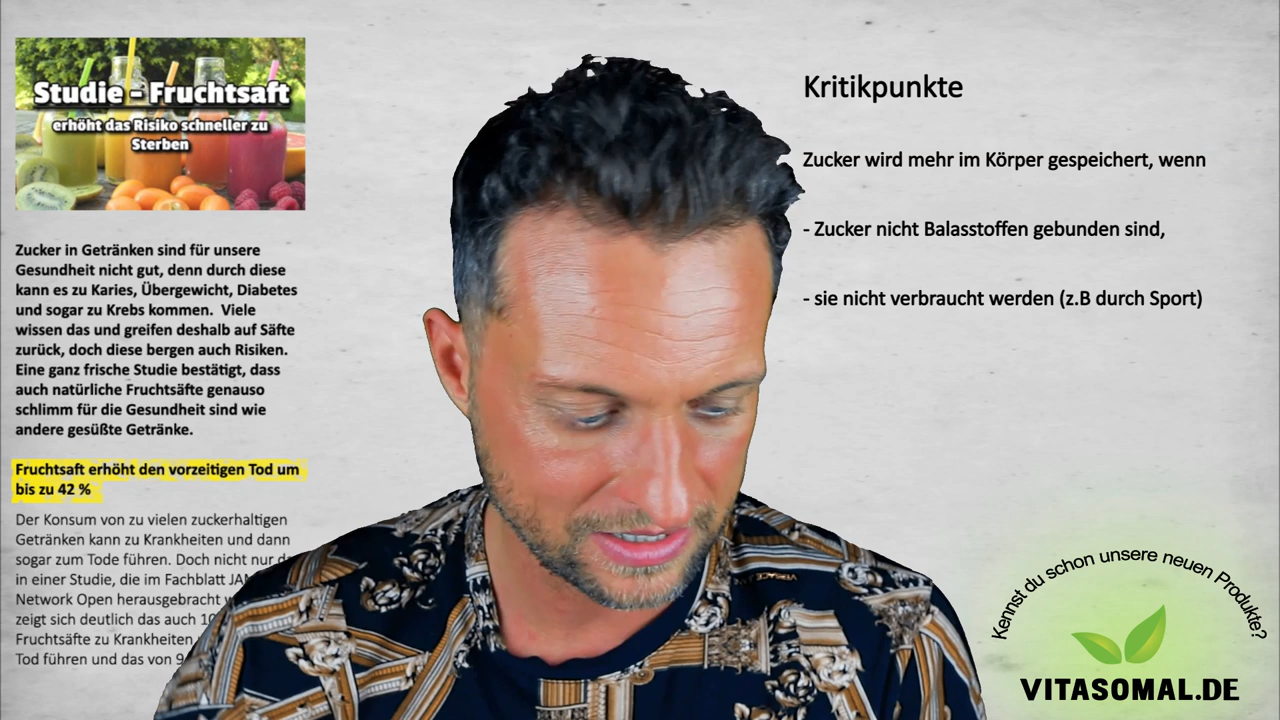 Studie - Fruchtsaft
erhöht das Risiko schneller zu
Sterben
Zucker in Getränken sind für unsere
Gesundheit nicht gut, denn durch diese
kann es zu Karies, Übergewicht, Diabetes
und sogar zu Krebs kommen. Viele
wissen das und greifen deshalb auf Säfte
zurück, doch diese bergen auch Risiken.
Eine ganz frische Studie bestätigt, dass
auch natürliche Fruchtsäfte genauso
schlimm für die Gesundheit sind wie
andere gesüßte Getränke.
Fruchtsaft erhöht den vorzeitigen Tod um
bis zu 42 %
Der Konsum von zu vielen zuckerhaltigen
Getränken kann zu Krankheiten und dann
sogar zum Tode führen. Doch nicht nur
in einer Studie, die im Fachblatt
Network Open herausgebracht
zeigt sich deutlich das auch
Fruchtsäfte zu Krankheiten
Tod führen und das von
Kritikpunkte
Zucker wird mehr im Körper gespeichert, wenn
- Zucker nicht Balasstoffen gebunden sind,
- sie nicht verbraucht werden (z.B durch Sport)
Kennst du schon unsere neuen Produkte?
VITASOMAL.DE